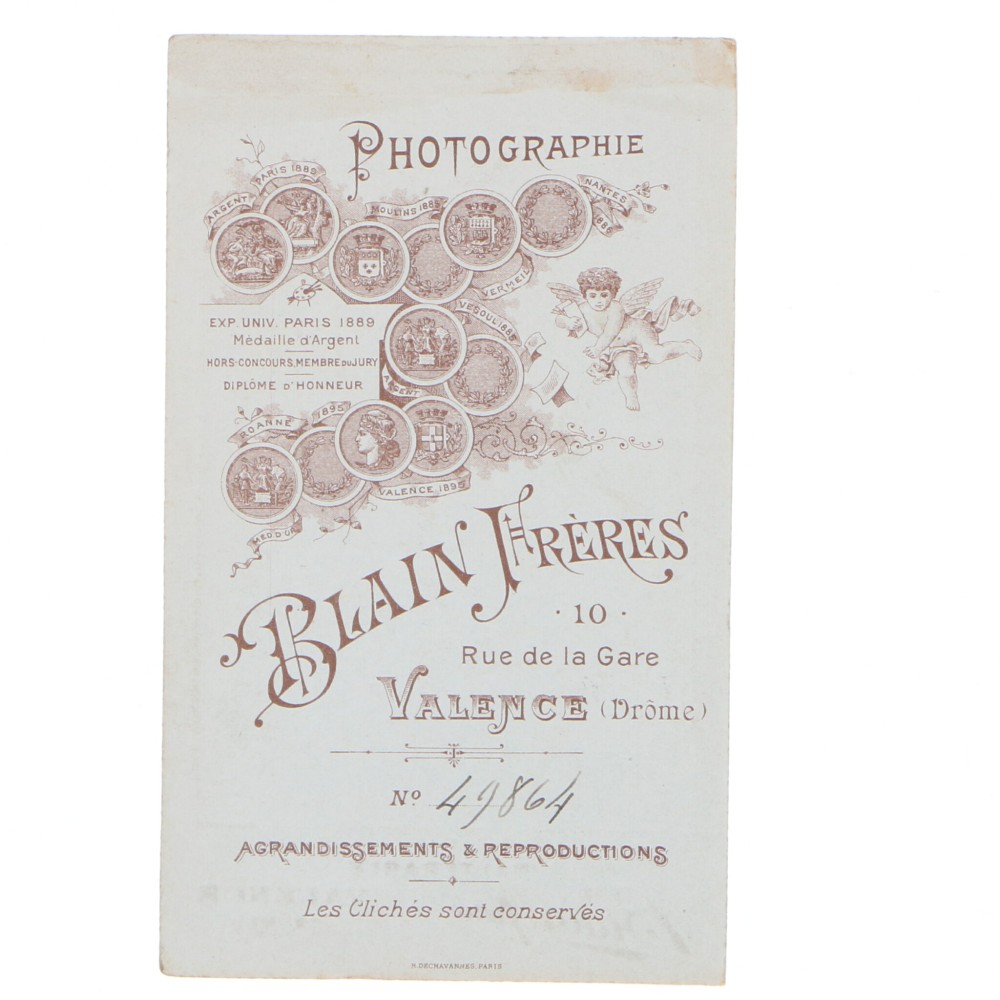 PHOTOGRAPHIE
ARGENT
PARIS 1889
MOULINS 1885
NANTES
1886
VERMEIL
VESOUL 1885
EXP. UNIV. PARIS 1889
Médaille d'Argent
HORS-CONCOURS, MEMBRE DU JURY
DIPLÔME D'HONNEUR
ARGENT
ROANNE 1895
VALENCE 1895
MED. D'OR
BLAIN FRÈRES
· 10 ·
Rue de la Gare
VALENCE (Drôme)
Nº 49864
AGRANDISSEMENTS & REPRODUCTIONS
Les Clichés sont conservés
DECHAVANNES. PARIS